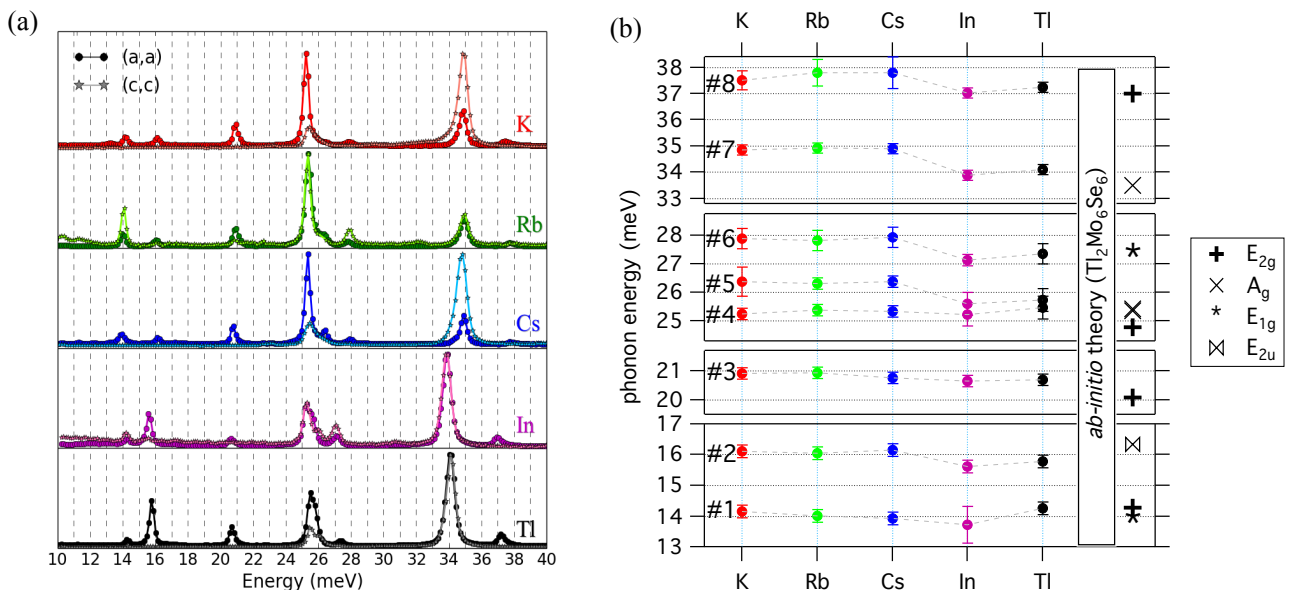 (a)
(a,a)
(c,c)
K
Rb
Cs
In
Tl
10 12 14 16 18 20 22 24 26 28 30 32 34 36 38 40
Energy (meV)
(b)
K Rb Cs In Tl
phonon energy (meV)
38
37
36
35
34
33
#8
#7
28
27
26
25
#6
#5
#4
21
20
#3
17
16
15
14
13
#2
#1
K Rb Cs In Tl
ab-initio theory (Tl2Mo6Se6)
E2g
Ag
E1g
E2u